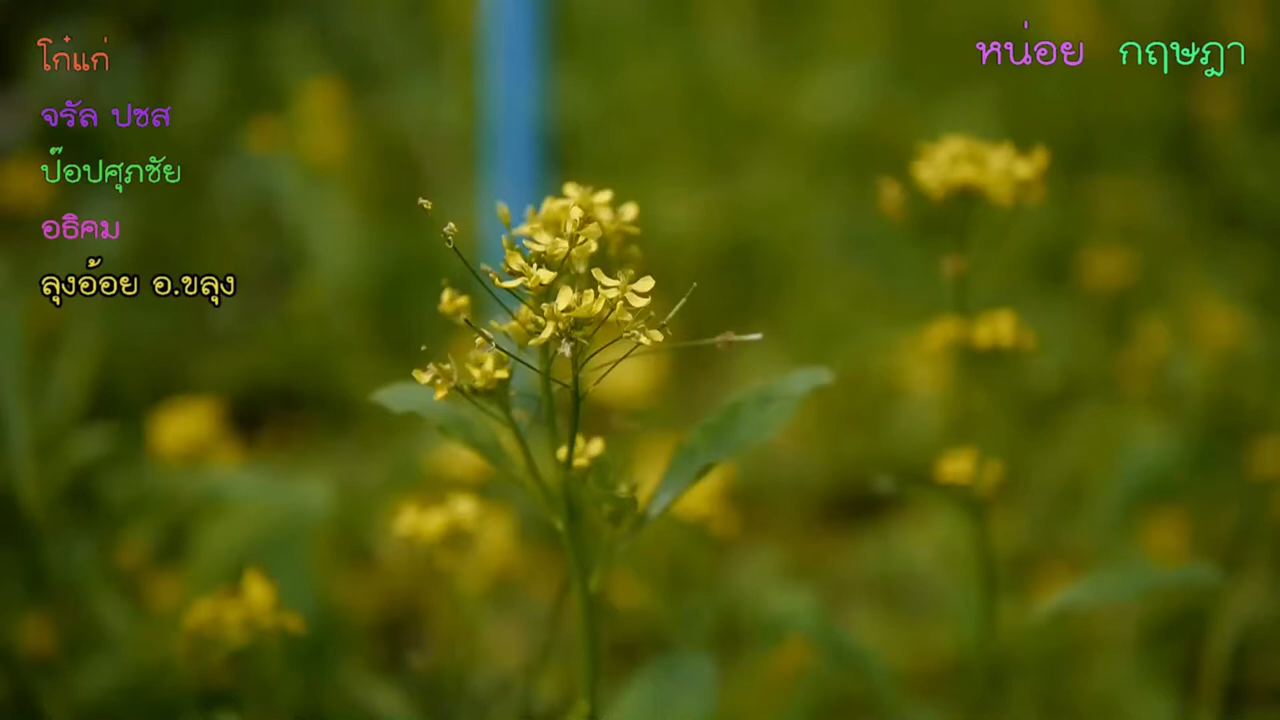 โก๋แก่
จรัล ปชส
ป๊อปศุภชัย
อธิคม
ลุงอ้อย อ.ขลุง
หน่อย กฤษฎา